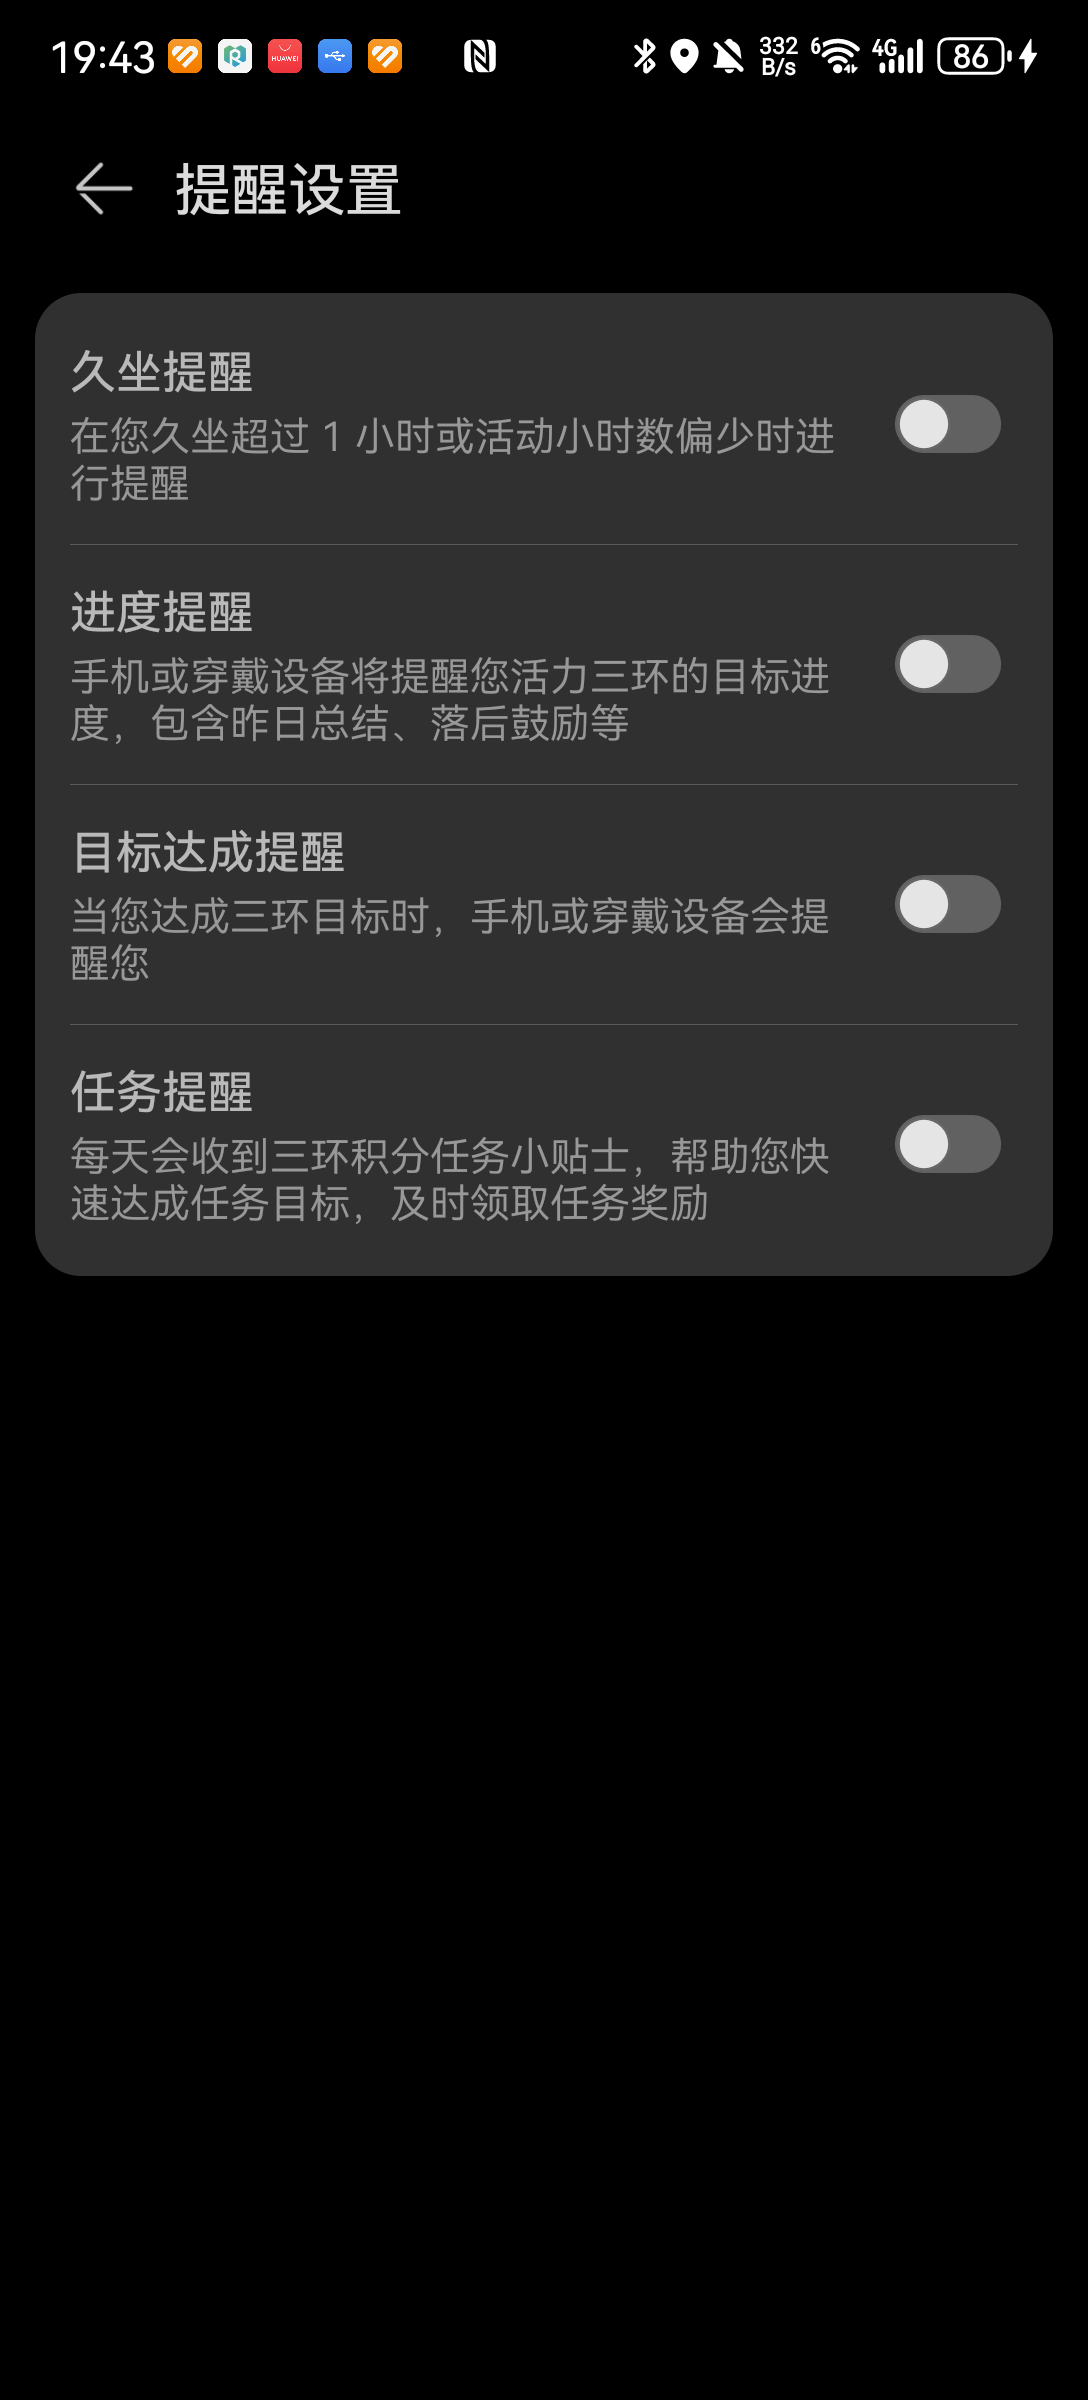 19:43
HUAWEI
332
B/s
6
4G
86
提醒设置
久坐提醒
在您久坐超过 1 小时或活动小时数偏少时进
行提醒
进度提醒
手机或穿戴设备将提醒您活力三环的目标进
度，包含昨日总结、落后鼓励等
目标达成提醒
当您达成三环目标时，手机或穿戴设备会提
醒您
任务提醒
每天会收到三环积分任务小贴士，帮助您快
速达成任务目标，及时领取任务奖励